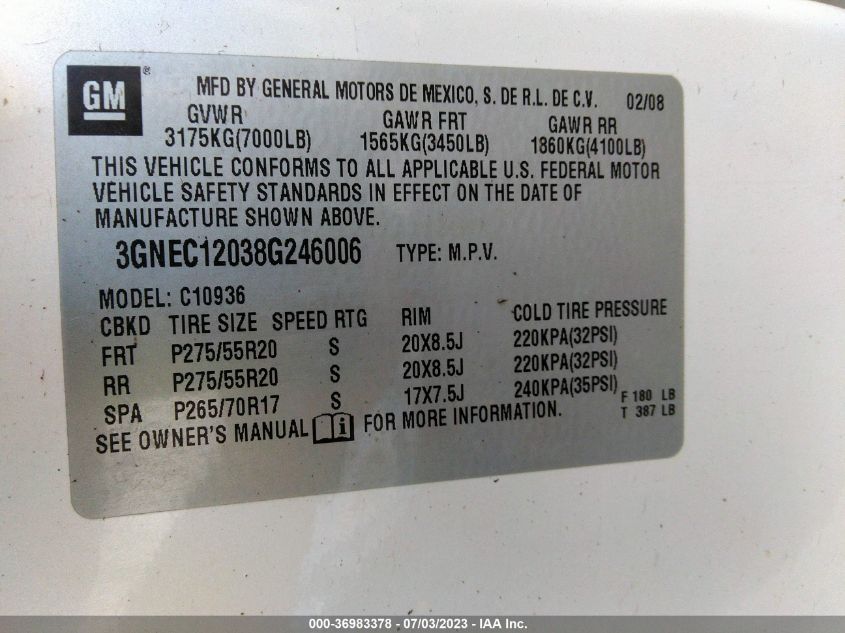 GM ®
MFD BY GENERAL MOTORS DE MEXICO, S. DE R.L. DE C.V. 02/08
GVWR GAWR FRT GAWR RR
3175KG(7000LB) 1565KG(3450LB) 1860KG(4100LB)
THIS VEHICLE CONFORMS TO ALL APPLICABLE U.S. FEDERAL MOTOR
VEHICLE SAFETY STANDARDS IN EFFECT ON THE DATE OF
MANUFACTURE SHOWN ABOVE.
3GNEC12038G246006 TYPE: M.P.V.
MODEL: C10936
CBKD TIRE SIZE SPEED RTG RIM COLD TIRE PRESSURE
FRT P275/55R20 S 20X8.5J 220KPA(32PSI)
RR P275/55R20 S 20X8.5J 220KPA(32PSI)
SPA P265/70R17 S 17X7.5J 240KPA(35PSI) F 180 LB
T 387 LB
SEE OWNER'S MANUAL i FOR MORE INFORMATION.
000-36983378 - 07/03/2023 - IAA Inc.